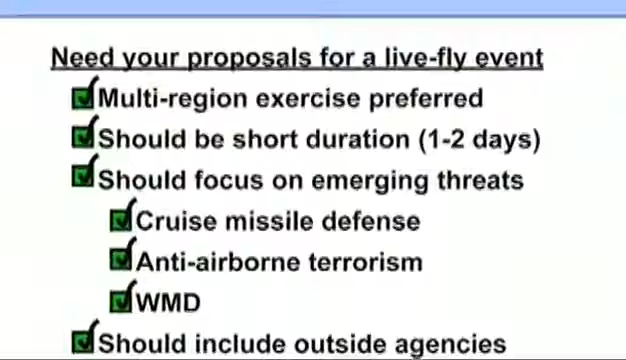 Need your proposals for a live-fly event
Multi-region exercise preferred
Should be short duration (1-2 days)
Should focus on emerging threats
Cruise missile defense
Anti-airborne terrorism
WMD
Should include outside agencies